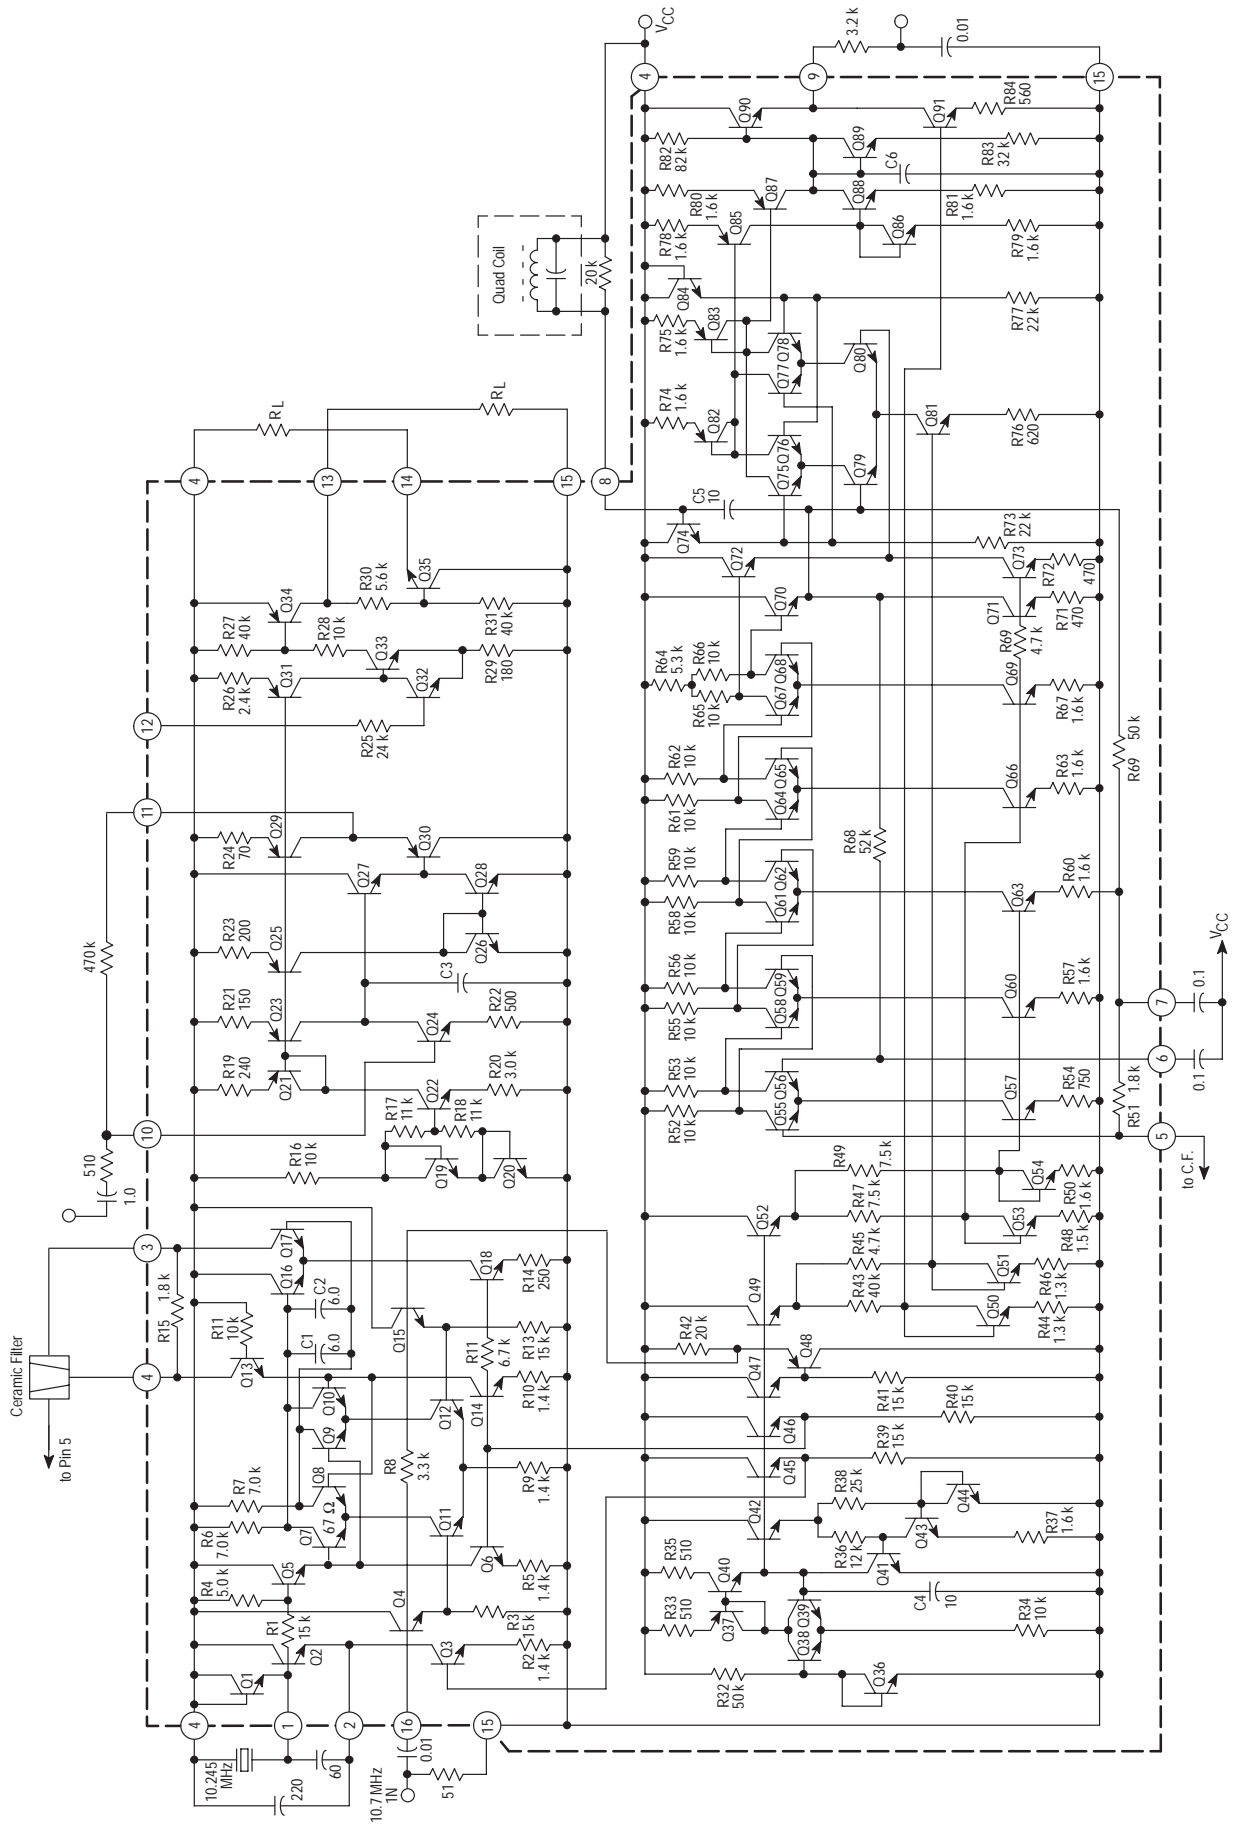 Ceramic Filter
to Pin 5
4
3
R15
1.8 k
510
1.0
470 k
10
11
12
4
R L
R L
4
13
14
15
8
Quad Coil
20 k
VCC
10.245
MHz
220
60
10.7 MHz
1N
0.01
51
4
1
2
16
15
Q1
R1
15 k
Q2
Q3
R2
1.4 k
R3
15 k
Q4
R4
5.0 k
Q5
R5
1.4 k
Q6
R6
7.0 k
R7
7.0 k
Q7
67 Ω
Q8
Q9
Q10
R8
3.3 k
Q11
R9
1.4 k
Q12
Q13
R11
10 k
C1
6.0
C2
6.0
Q14
R10
1.4 k
R11
6.7 k
Q15
R13
15 k
Q16
Q17
Q18
R14
250
R16
10 k
R17
11 k
R18
11 k
Q19
Q20
R19
240
Q21
Q22
R20
3.0 k
R21
150
Q23
Q24
R22
500
C3
R23
200
Q25
Q26
Q27
Q28
R24
70
Q29
Q30
R25
24 k
R26
2.4 k
Q31
R27
40 k
R28
10 k
Q32
Q33
R29
180
Q34
R30
5.6 k
Q35
R31
40 k
R32
50 k
Q36
R33
510
Q37
Q38
Q39
R34
10 k
R35
510
Q40
C4
10
Q41
Q42
R36
12 k
R38
25 k
Q43
Q44
R37
1.6 k
Q45
R39
15 k
Q46
R40
15 k
Q47
R41
15 k
R42
20 k
Q48
Q49
R43
40 k
R45
4.7 k
Q50
R44
1.3 k
Q51
R46
1.3 k
Q52
R47
7.5 k
R49
7.5 k
Q53
R48
1.5 k
Q54
R50
1.6 k
R52
10 k
R53
10 k
Q55
Q56
Q57
R54
750
R55
10 k
R56
10 k
Q58
Q59
Q60
R57
1.6 k
R58
10 k
R59
10 k
Q61
Q62
Q63
R60
1.6 k
R61
10 k
R62
10 k
Q64
Q65
Q66
R63
1.6 k
R64
5.3 k
R65
10 k
R66
10 k
Q67
Q68
Q69
R67
1.6 k
R68
52 k
R69
4.7 k
Q70
Q71
R71
470
Q72
Q73
R72
470
R73
22 k
Q74
C5
10
R74
1.6 k
R75
1.6 k
Q75
Q76
Q77
Q78
Q79
Q80
Q81
R76
620
Q82
Q83
Q84
R77
22 k
R78
1.6 k
Q85
Q86
R79
1.6 k
R80
1.6 k
Q87
Q88
R81
1.6 k
R82
82 k
Q89
C6
R83
32 k
Q90
Q91
R84
560
4
9
15
3.2 k
0.01
R51
1.8 k
R69
50 k
5
to C.F.
6
7
0.1
0.1
VCC